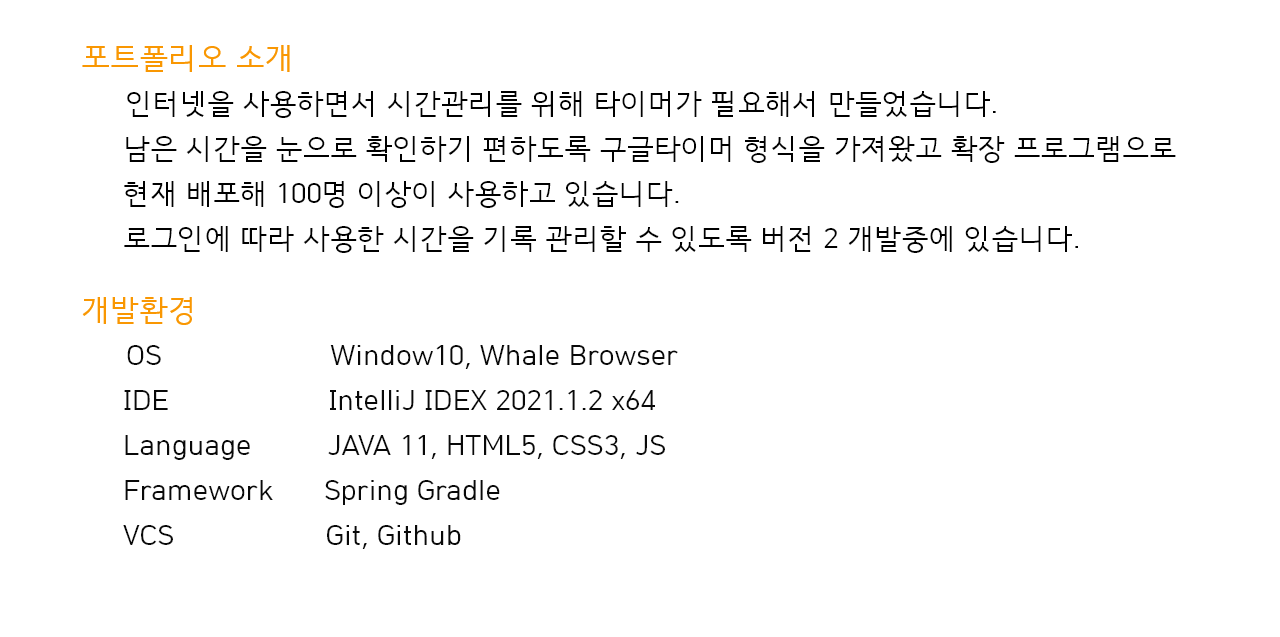 포트폴리오 소개
인터넷을 사용하면서 시간관리를 위해 타이머가 필요해서 만들었습니다.
남은 시간을 눈으로 확인하기 편하도록 구글타이머 형식을 가져왔고 확장 프로그램으로
현재 배포해 100명 이상이 사용하고 있습니다.
로그인에 따라 사용한 시간을 기록 관리할 수 있도록 버전 2 개발중에 있습니다.
개발환경
OS Window10, Whale Browser
IDE IntelliJ IDEX 2021.1.2 x64
Language JAVA 11, HTML5, CSS3, JS
Framework Spring Gradle
VCS Git, Github